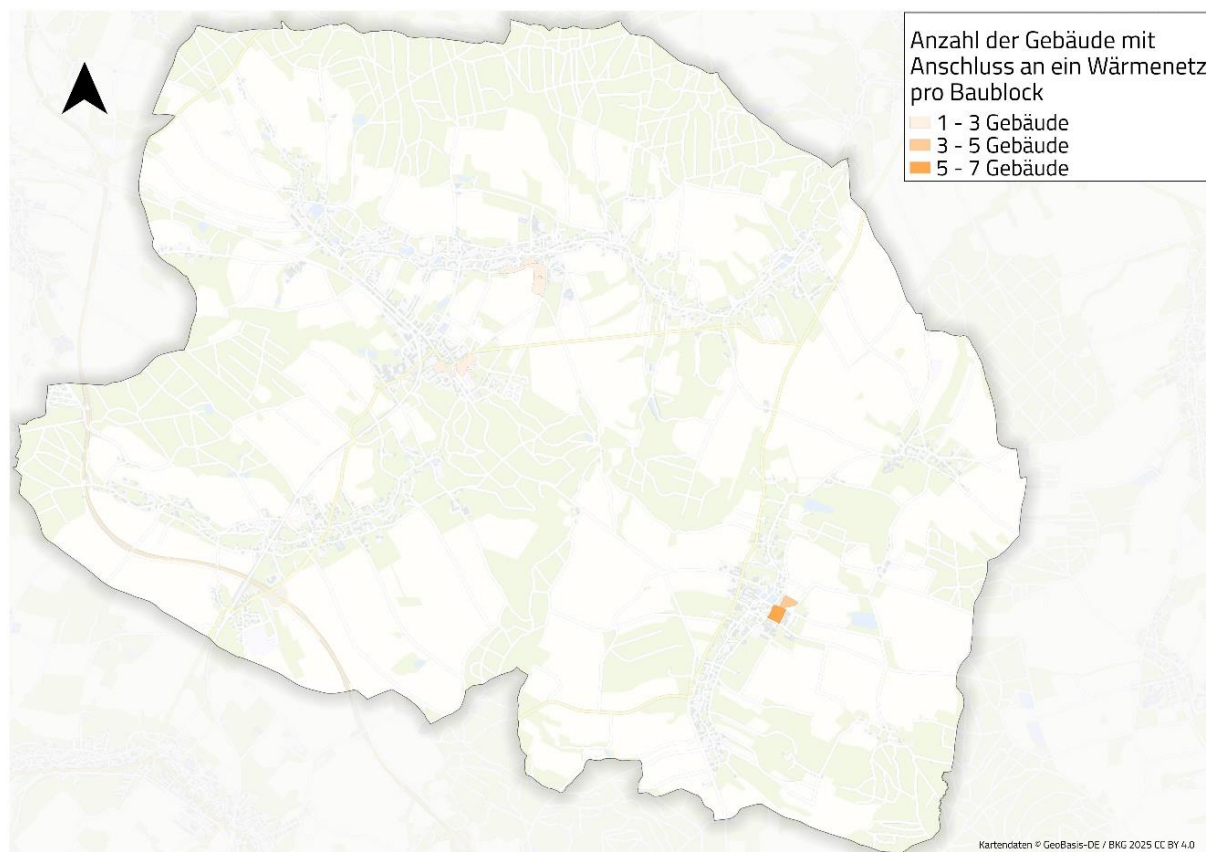 Anzahl der Gebäude mit
Anschluss an ein Wärmenetz
pro Baublock
1 - 3 Gebäude
3 - 5 Gebäude
5 - 7 Gebäude
Kartendaten © GeoBasis-DE / BKG 2025 CC BY 4.0